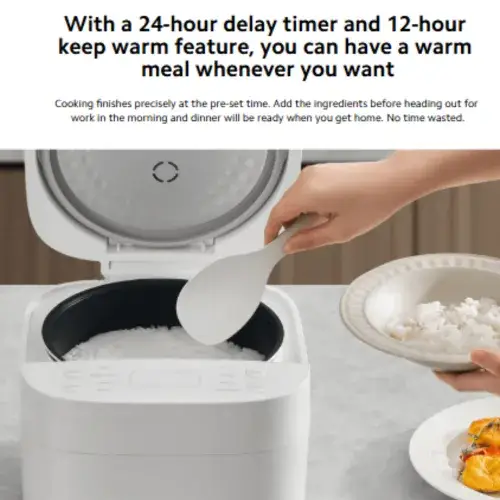 With a 24-hour delay timer and 12-hour
keep warm feature, you can have a warm
meal whenever you want
Cooking finishes precisely at the pre-set time. Add the ingredients before heading out for
work in the morning and dinner will be ready when you get home. No time wasted.